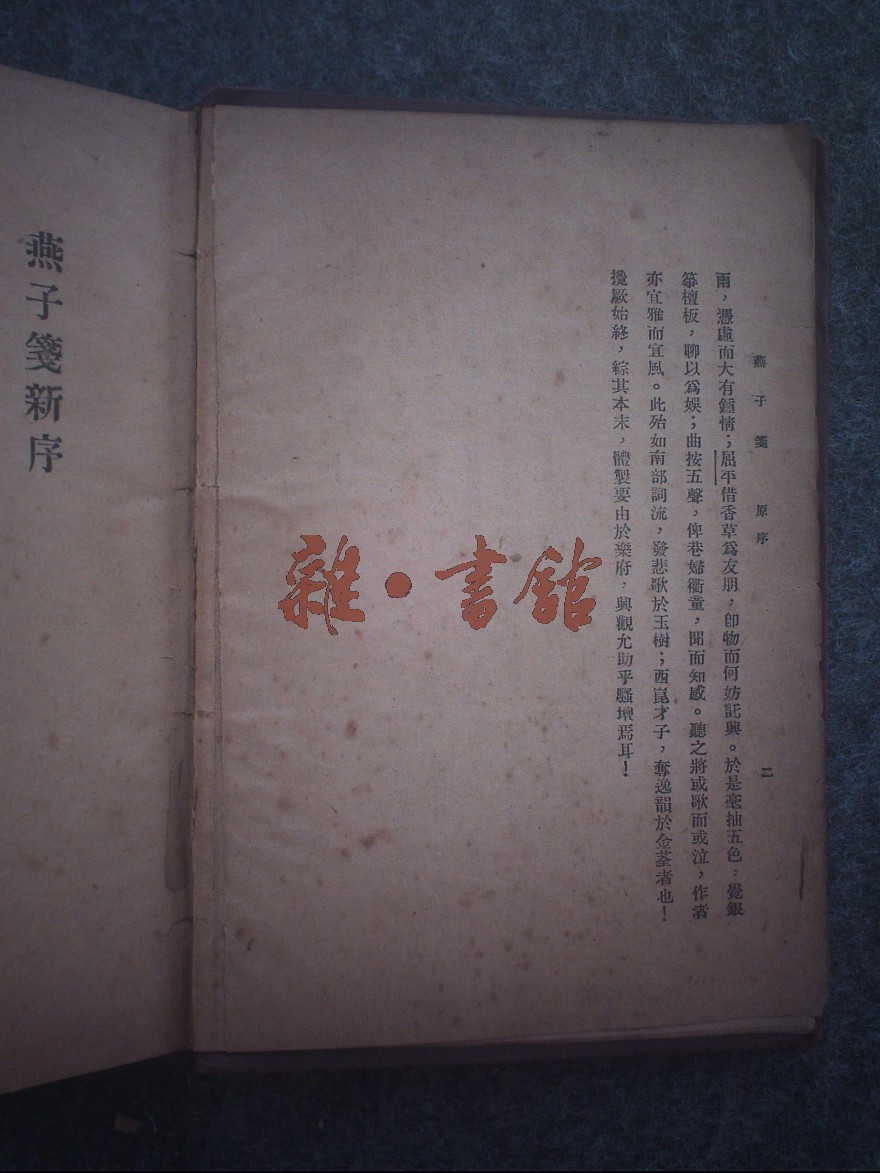 燕子箋 原序 二
雨，憑虛而大有鍾情；屈平借香草爲友朋，卽物而何妨託興。於是毫抽五色，覺銀
箏檀板，聊以爲娛；曲按五聲，俾巷婦衢童，聞而知感。聽之將或歌而或泣，作者
亦宜雅而宜風。此殆如南部詞流，發悲歌於玉樹；西崑才子，奪逸韻於金荃者也！
攬厥始終，綜其本末，體製要由於樂府，興觀允助乎騷壇焉耳！
燕子箋新序
雜·書館